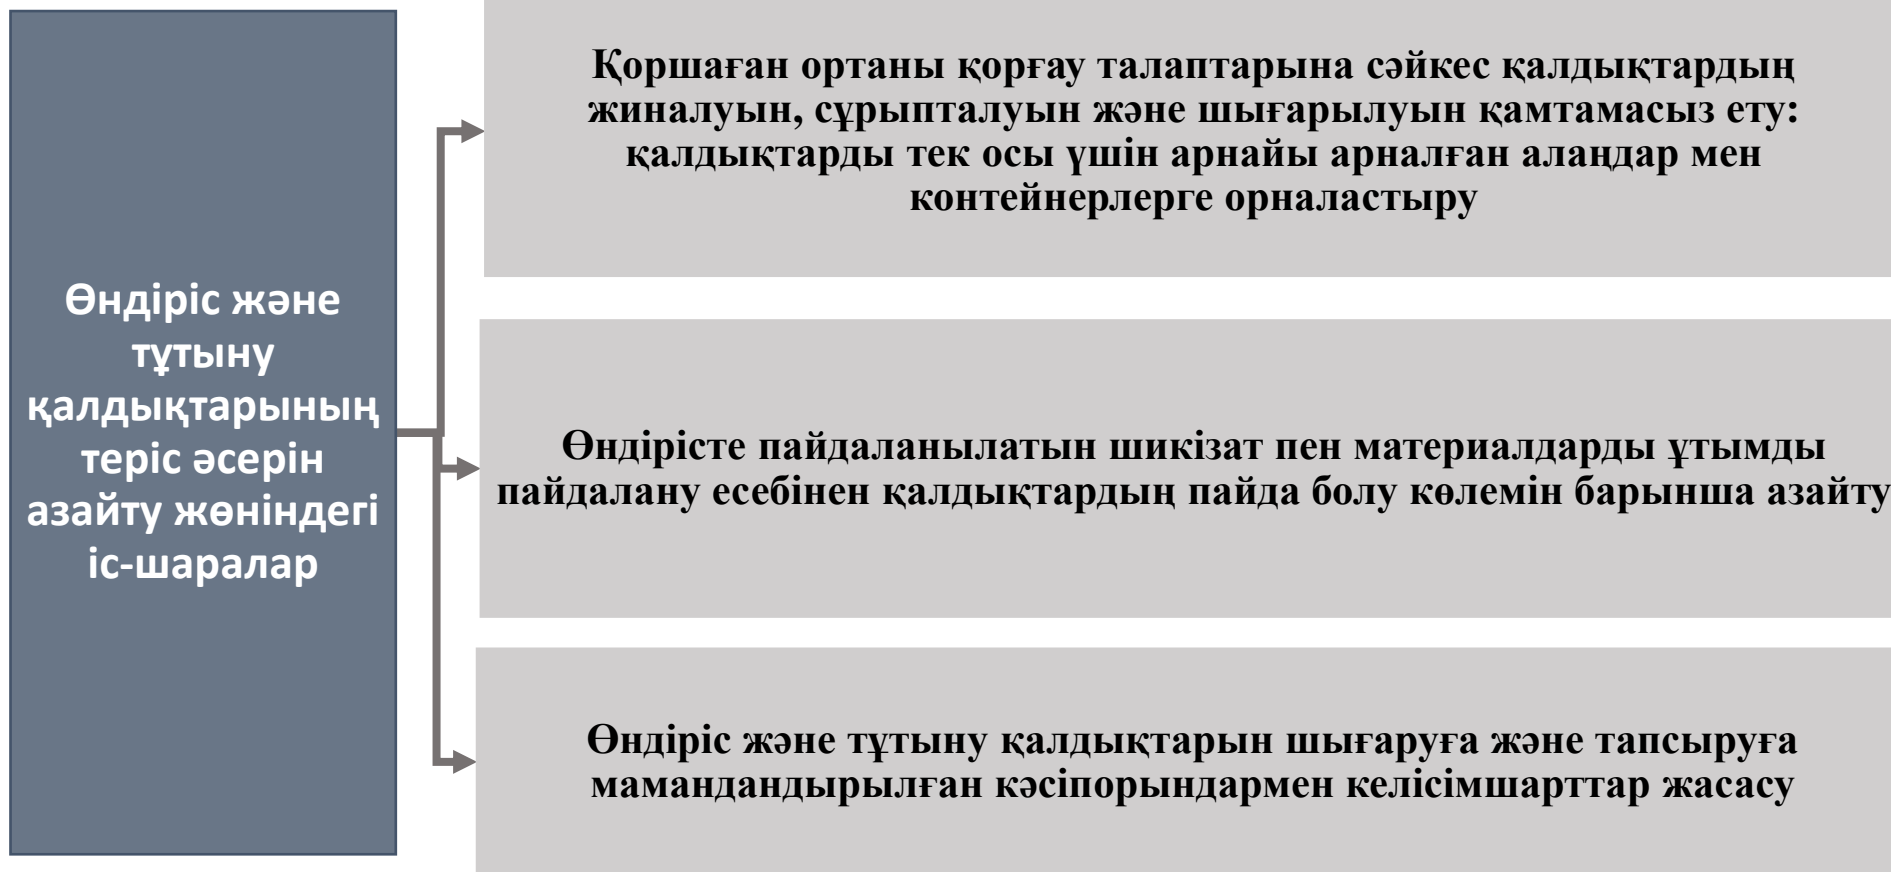 Өндіріс және
тұтыну
қалдықтарының
теріс әсерін
азайту жөніндегі
іс-шаралар
Қоршаған ортаны қорғау талаптарына сәйкес қалдықтардың
жиналуын, сұрыпталуын және шығарылуын қамтамасыз ету:
қалдықтарды тек осы үшін арнайы арналған алаңдар мен
контейнерлерге орналастыру
Өндірісте пайдаланылатын шикізат пен материалдарды ұтымды
пайдалану есебінен қалдықтардың пайда болу көлемін барынша азайту
Өндіріс және тұтыну қалдықтарын шығаруға және тапсыруға
мамандандырылған кәсіпорындармен келісімшарттар жасасу